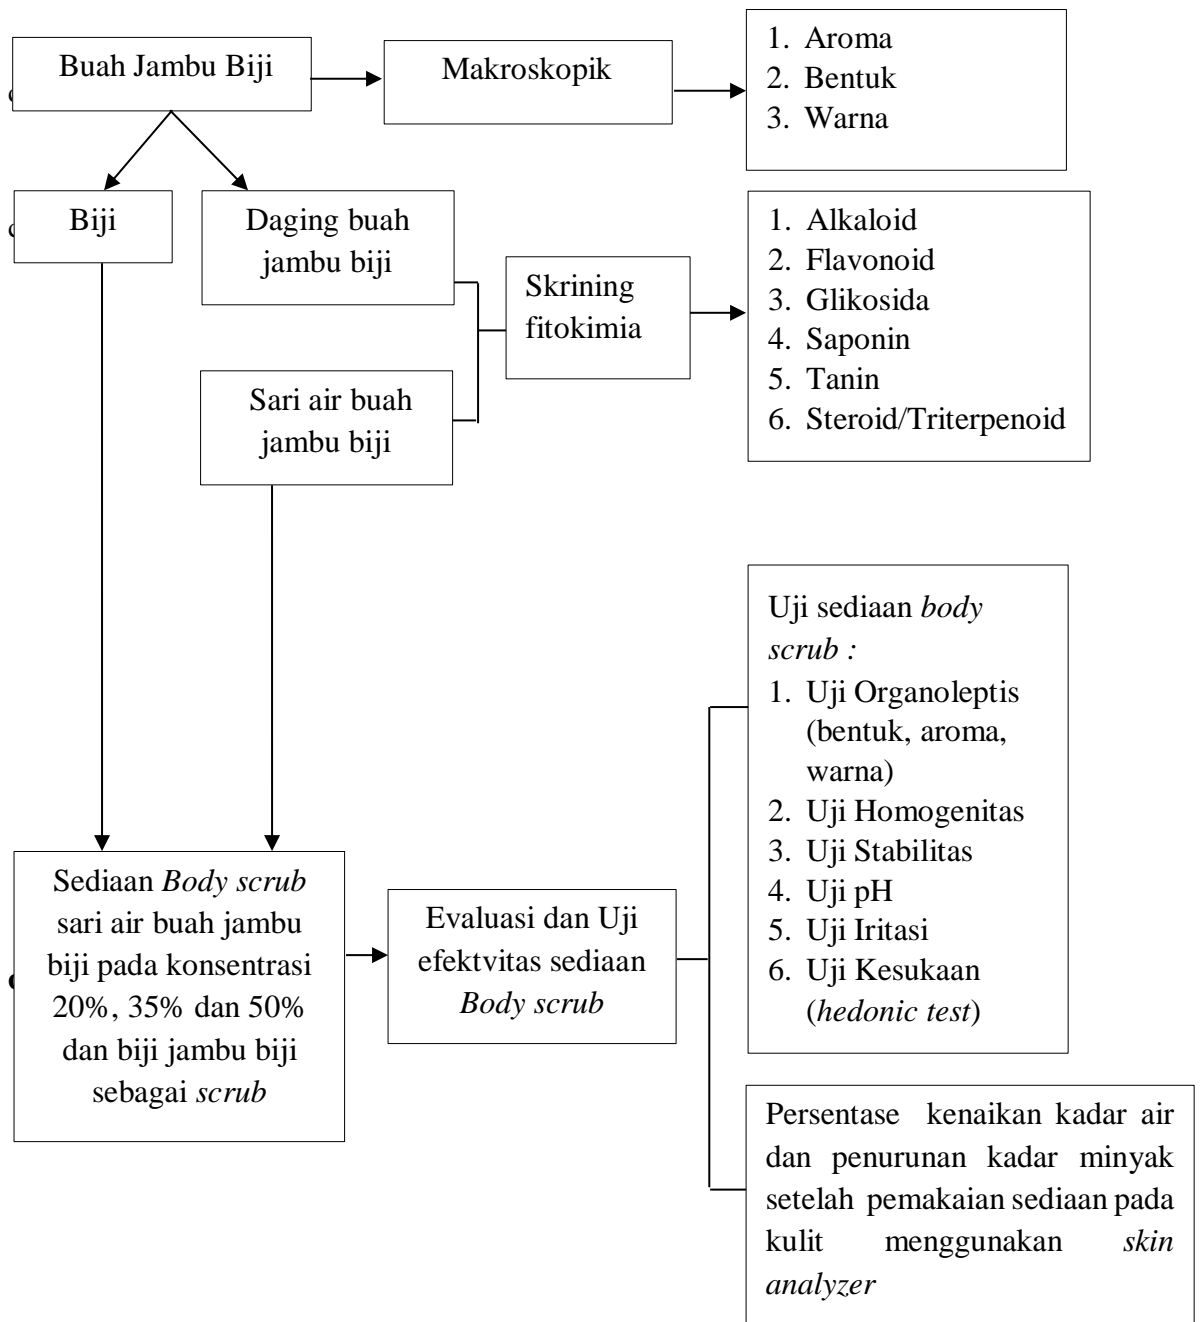 Buah Jambu Biji
Makroskopik
1. Aroma
2. Bentuk
3. Warna
Biji
Daging buah
jambu biji
Sari air buah
jambu biji
Skrining
fitokimia
1. Alkaloid
2. Flavonoid
3. Glikosida
4. Saponin
5. Tanin
6. Steroid/Triterpenoid
Sediaan Body scrub
sari air buah jambu
biji pada konsentrasi
20%, 35% dan 50%
dan biji jambu biji
sebagai scrub
Evaluasi dan Uji
efektvitas sediaan
Body scrub
Uji sediaan body
scrub :
1. Uji Organoleptis
(bentuk, aroma,
warna)
2. Uji Homogenitas
3. Uji Stabilitas
4. Uji pH
5. Uji Iritasi
6. Uji Kesukaan
(hedonic test)
Persentase kenaikan kadar air
dan penurunan kadar minyak
setelah pemakaian sediaan pada
kulit menggunakan skin
analyzer